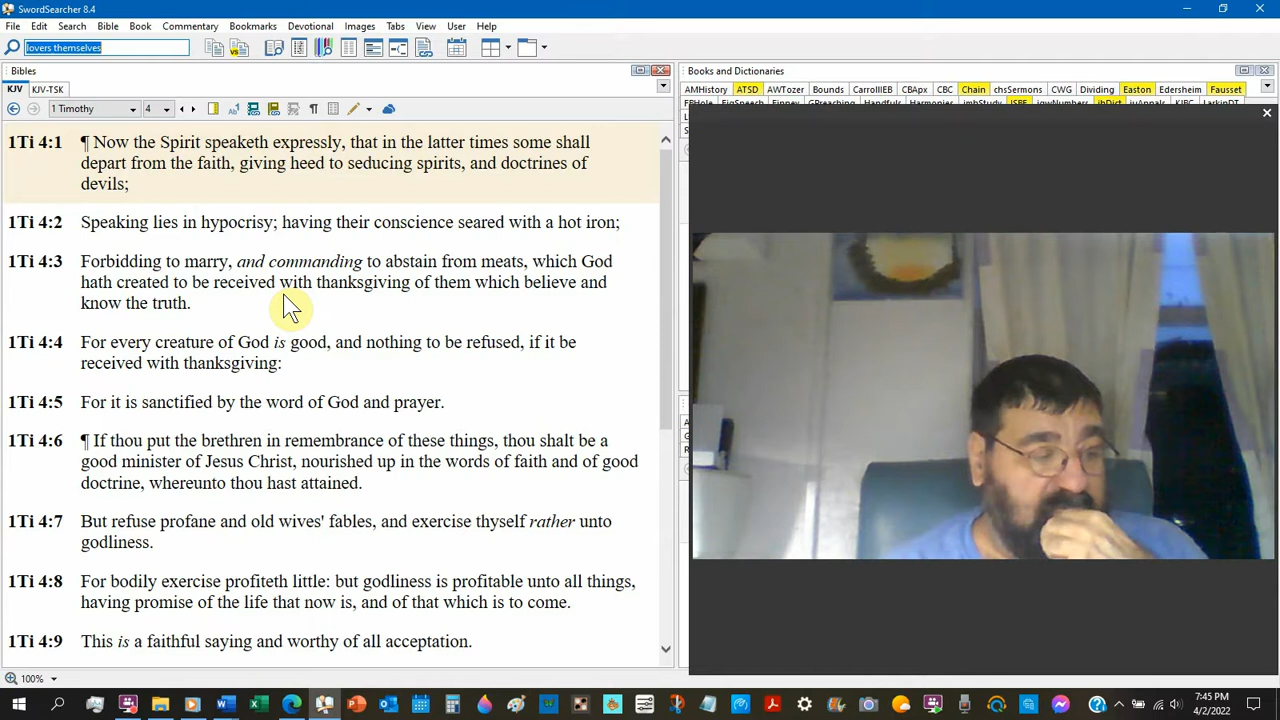 SwordSearcher 8.4
File Edit Search Bible Book Commentary Bookmarks Devotional Images Tabs View User Help
lovers themselves
Bibles
KJV KJV-TSK
1 Timothy 4
1Ti 4:1 ¶ Now the Spirit speaketh expressly, that in the latter times some shall
depart from the faith, giving heed to seducing spirits, and doctrines of
devils;
1Ti 4:2 Speaking lies in hypocrisy; having their conscience seared with a hot iron;
1Ti 4:3 Forbidding to marry, and commanding to abstain from meats, which God
hath created to be received with thanksgiving of them which believe and
know the truth.
1Ti 4:4 For every creature of God is good, and nothing to be refused, if it be
received with thanksgiving:
1Ti 4:5 For it is sanctified by the word of God and prayer.
1Ti 4:6 ¶ If thou put the brethren in remembrance of these things, thou shalt be a
good minister of Jesus Christ, nourished up in the words of faith and of good
doctrine, whereunto thou hast attained.
1Ti 4:7 But refuse profane and old wives' fables, and exercise thyself rather unto
godliness.
1Ti 4:8 For bodily exercise profiteth little: but godliness is profitable unto all things,
having promise of the life that now is, and of that which is to come.
1Ti 4:9 This is a faithful saying and worthy of all acceptation.
100%
Books and Dictionaries
AMHistory ATSD AWTozer Bounds CarrollEB CBApx CBC Chain chsSermons CWG Dividing Easton Edersheim Fausset
7:45 PM
4/2/2022